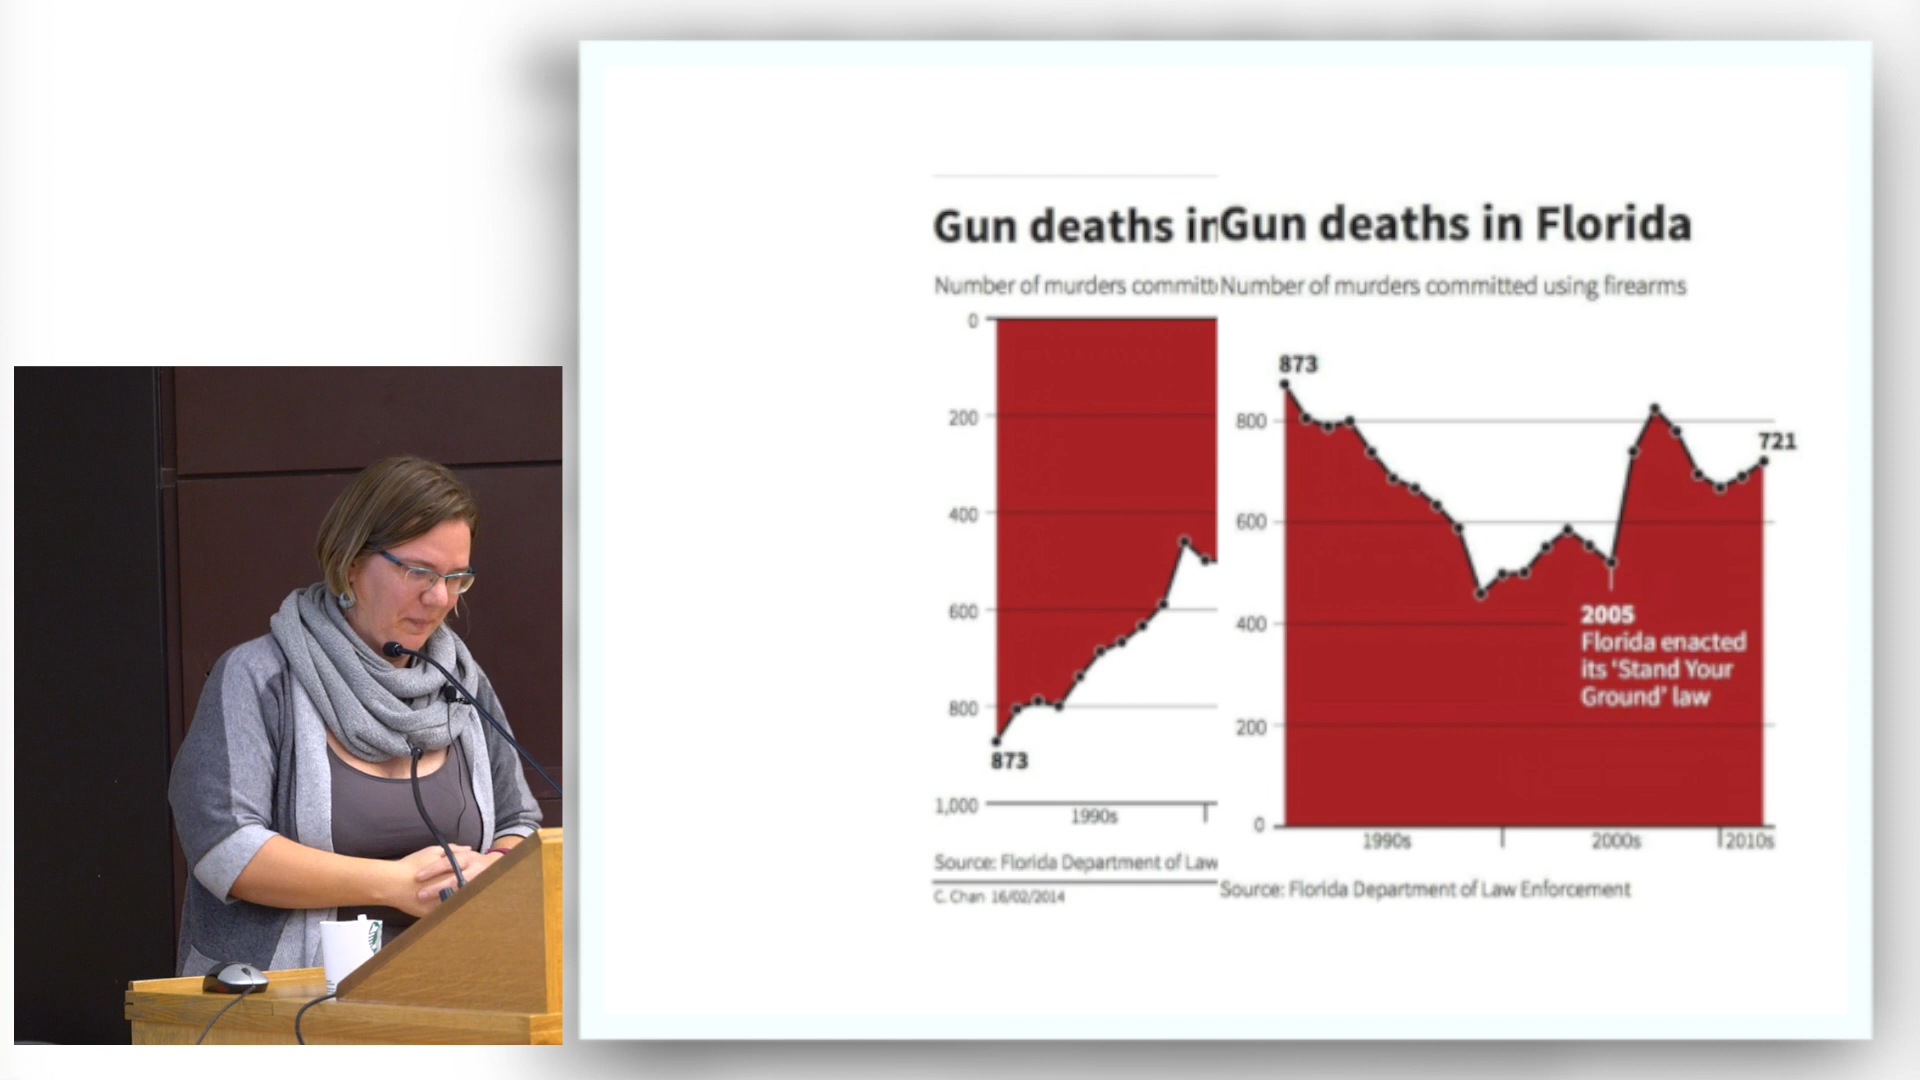 Gun deaths in
Number of murders committ
0
200
400
600
800
873
1,000
1990s
Source: Florida Department of Law
C. Chan 16/02/2014
Gun deaths in Florida
Number of murders committed using firearms
873
800
721
600
2005
Florida enacted
its 'Stand Your
Ground' law
400
200
0
1990s 2000s 2010s
Source: Florida Department of Law Enforcement